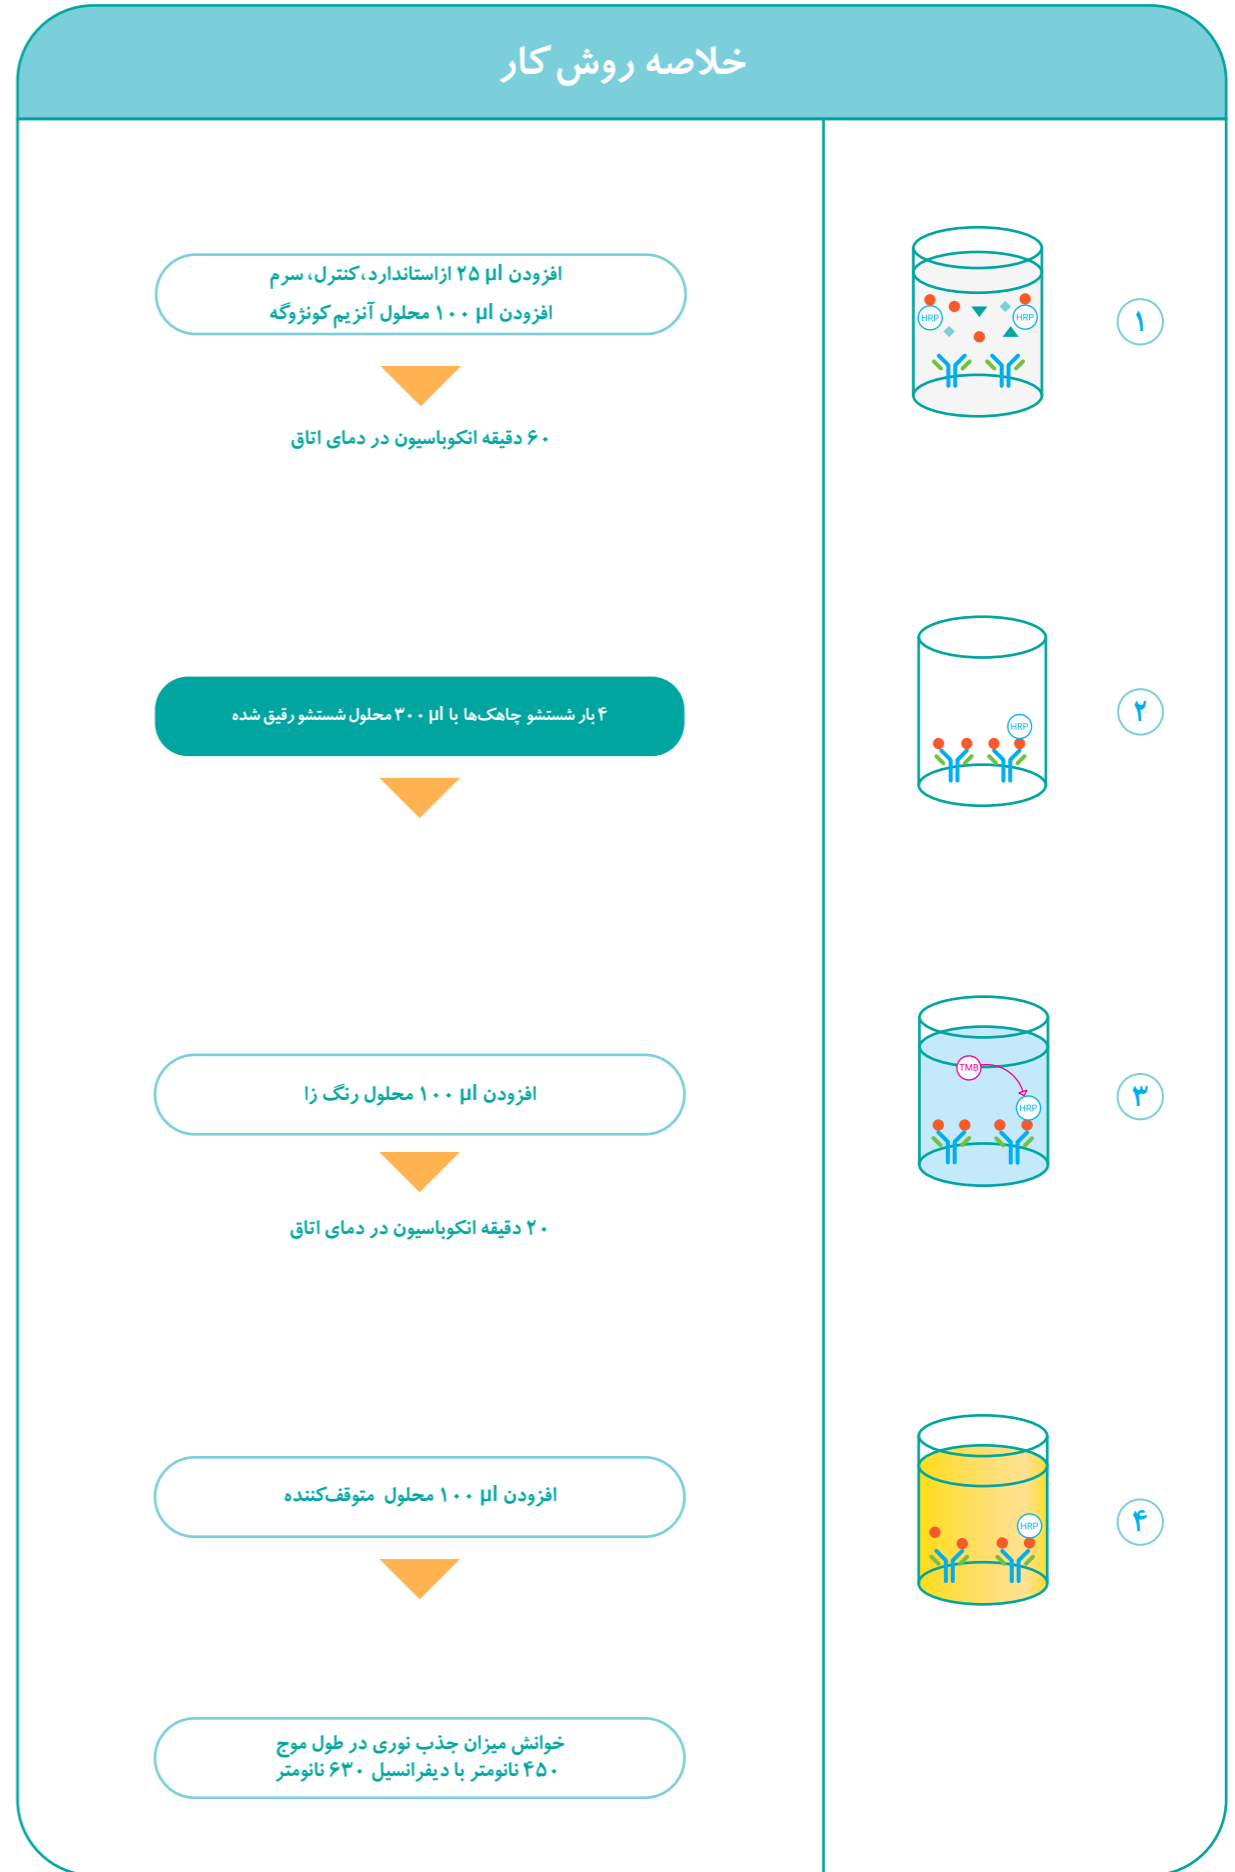 خلاصه روش کار
افزودن ۲۵ µl ازاستاندارد،کنترل، سرم
افزودن ۱۰۰ µl محلول آنزیم کونژوگه
HRP
HRP
۱
۶۰ دقیقه انکوباسیون در دمای اتاق
۴ بار شستشو چاهک‌ها با ۳۰۰ µl محلول شستشو رقیق شده
HRP
۲
افزودن ۱۰۰ µl محلول رنگ زا
TMB
HRP
۳
۲۰ دقیقه انکوباسیون در دمای اتاق
افزودن ۱۰۰ µl محلول متوقف‌کننده
HRP
۴
خوانش میزان جذب نوری در طول موج
۴۵۰ نانومتر با دیفرانسیل ۶۳۰ نانومتر